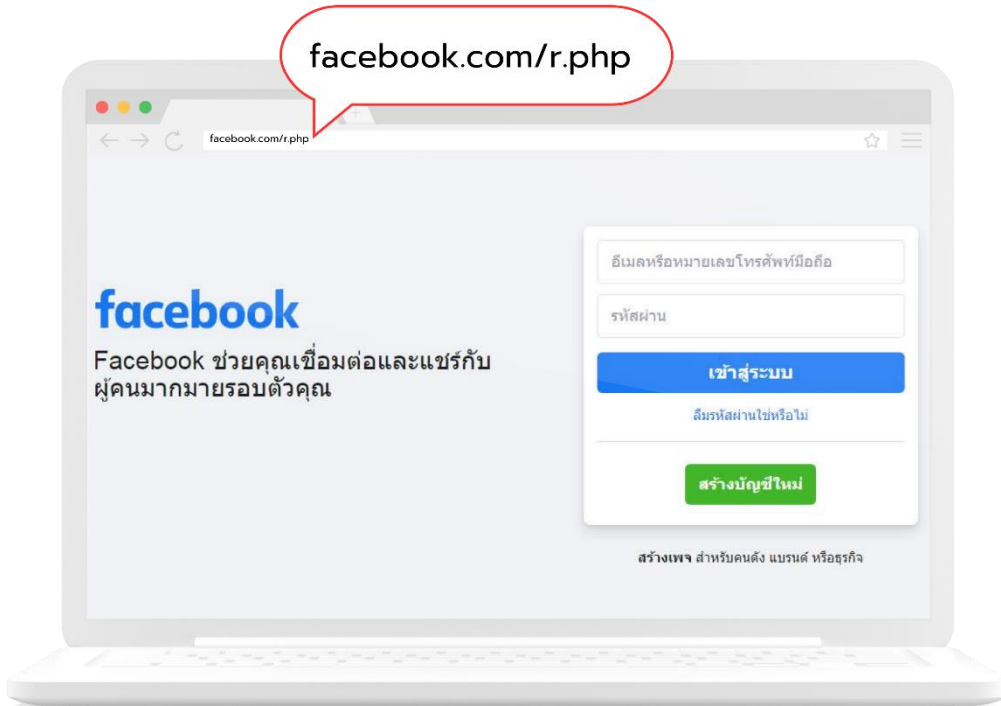 facebook.com/r.php
facebook.com/r.php
facebook
Facebook ช่วยคุณเชื่อมต่อและแชร์กับ
ผู้คนมากมายรอบตัวคุณ
อีเมลหรือหมายเลขโทรศัพท์มือถือ
รหัสผ่าน
เข้าสู่ระบบ
ลืมรหัสผ่านใช่หรือไม่
สร้างบัญชีใหม่
สร้างเพจ สำหรับคนดัง แบรนด์ หรือธุรกิจ